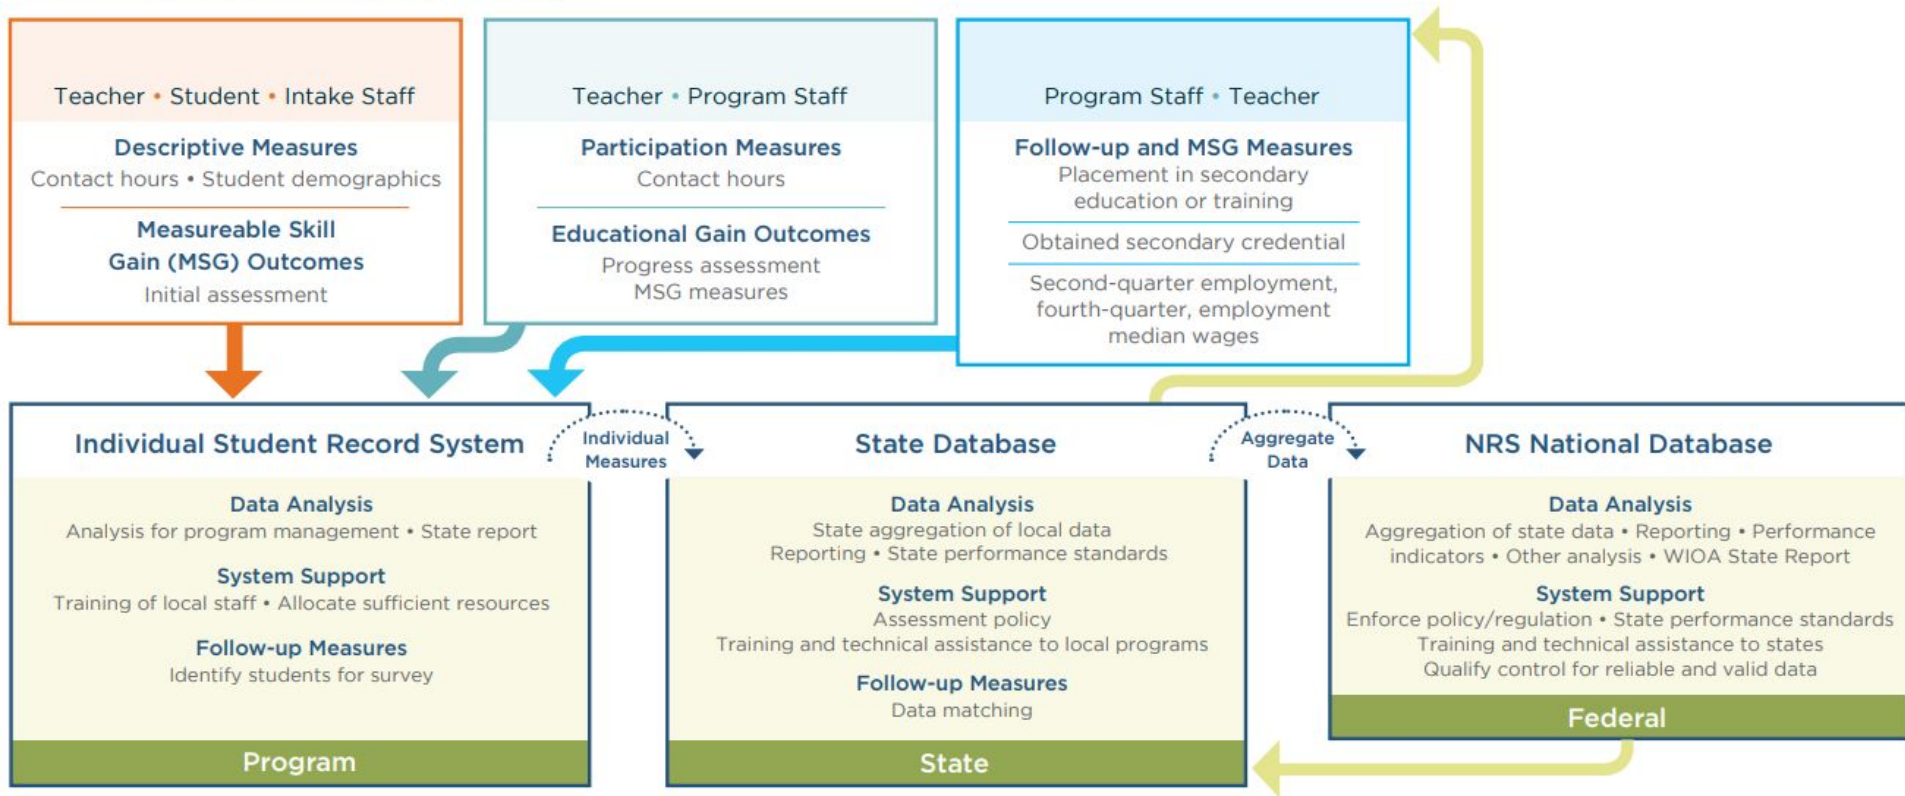 Teacher • Student • Intake Staff
Descriptive Measures
Contact hours • Student demographics
Measureable Skill
Gain (MSG) Outcomes
Initial assessment
Teacher • Program Staff
Participation Measures
Contact hours
Educational Gain Outcomes
Progress assessment
MSG measures
Program Staff • Teacher
Follow-up and MSG Measures
Placement in secondary
education or training
Obtained secondary credential
Second-quarter employment,
fourth-quarter, employment
median wages
Individual Student Record System
Data Analysis
Analysis for program management • State report
System Support
Training of local staff • Allocate sufficient resources
Follow-up Measures
Identify students for survey
Program
Individual
Measures
State Database
Data Analysis
State aggregation of local data
Reporting • State performance standards
System Support
Assessment policy
Training and technical assistance to local programs
Follow-up Measures
Data matching
State
Aggregate
Data
NRS National Database
Data Analysis
Aggregation of state data • Reporting • Performance
indicators • Other analysis • WIOA State Report
System Support
Enforce policy/regulation • State performance standards
Training and technical assistance to states
Qualify control for reliable and valid data
Federal